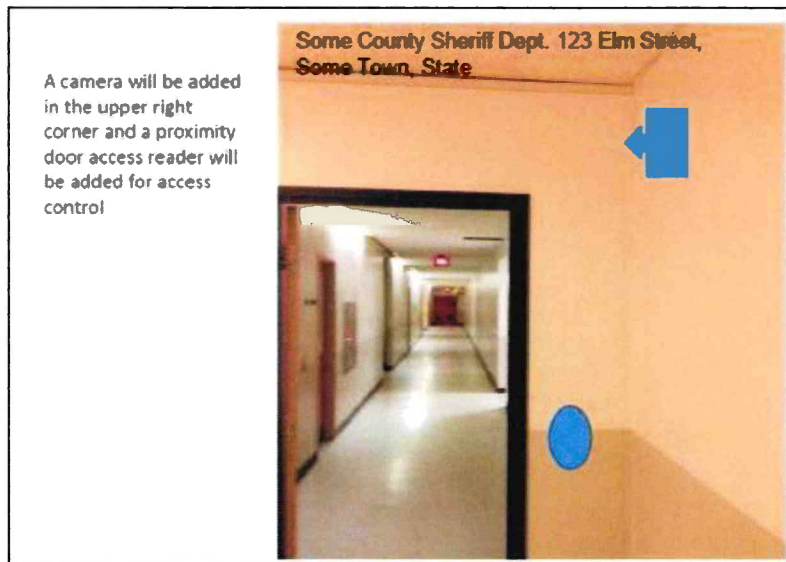 Some County Sheriff Dept. 123 Elm Street,
Some Town, State
A camera will be added
in the upper right
corner and a proximity
door access reader will
be added for access
control